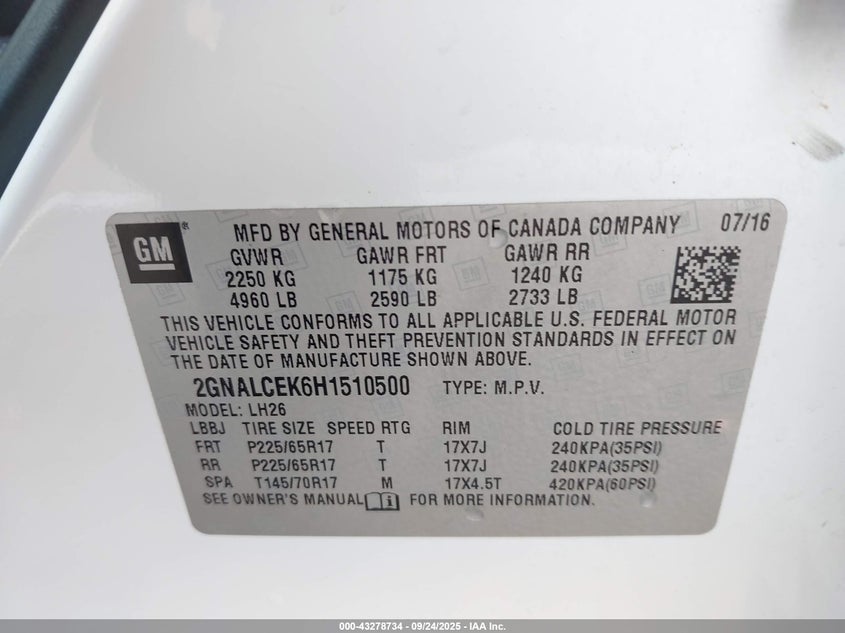 GM
®
MFD BY GENERAL MOTORS OF CANADA COMPANY 07/16
GVWR GAWR FRT GAWR RR
2250 KG 1175 KG 1240 KG
4960 LB 2590 LB 2733 LB
THIS VEHICLE CONFORMS TO ALL APPLICABLE U.S. FEDERAL MOTOR
VEHICLE SAFETY AND THEFT PREVENTION STANDARDS IN EFFECT ON
THE DATE OF MANUFACTURE SHOWN ABOVE.
2GNALCEK6H1510500 TYPE: M.P.V.
MODEL: LH26
LBBJ TIRE SIZE SPEED RTG RIM COLD TIRE PRESSURE
FRT P225/65R17 T 17X7J 240KPA(35PSI)
RR P225/65R17 T 17X7J 240KPA(35PSI)
SPA T145/70R17 M 17X4.5T 420KPA(60PSI)
SEE OWNER'S MANUAL i FOR MORE INFORMATION.
000-43278734 - 09/24/2025 - IAA Inc.